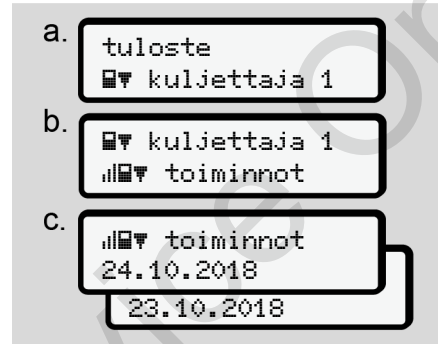 a.
tuloste
kuljettaja 1
b.
kuljettaja 1
toiminnot
c.
toiminnot
24.10.2018
23.10.2018